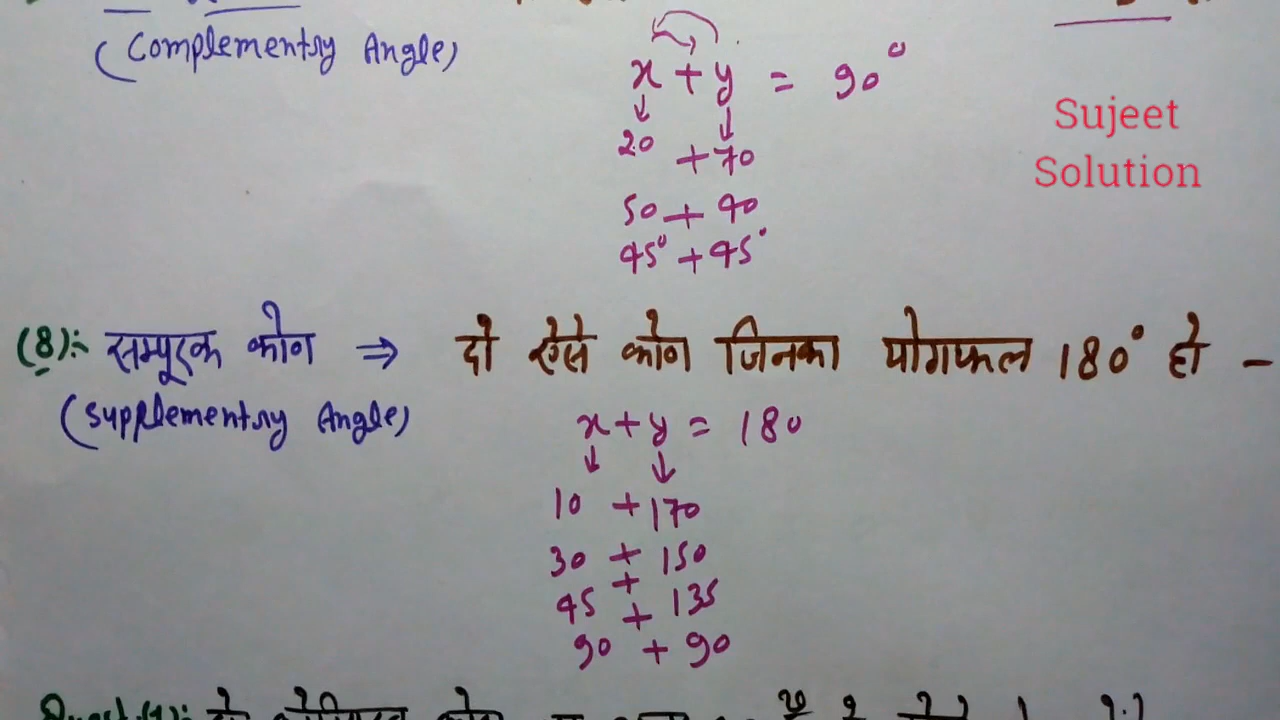 (Complementry Angle)
x + y = 90°
20 + 70
50 + 40
45° + 45°
Sujeet
Solution
(8):- सम्पूरक कोण ⇒ दो ऐसे कोण जिनका योगफल 180° हो -
(Supplementry Angle)
x + y = 180
10 + 170
30 + 150
+
45 + 135
90 + 90